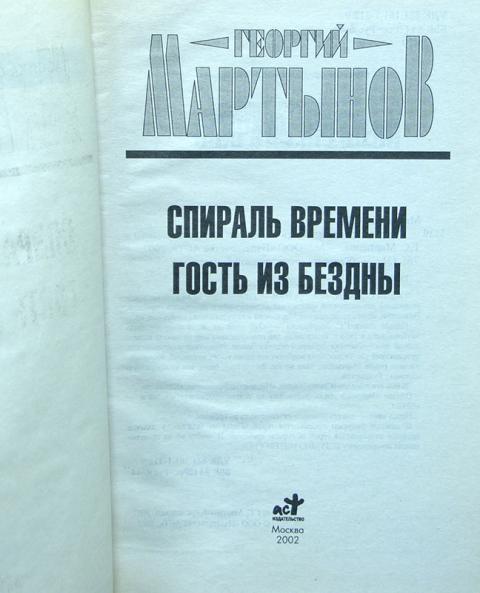 ГЕОРГИЙ
МАРТЫНОВ
СПИРАЛЬ ВРЕМЕНИ
ГОСТЬ ИЗ БЕЗДНЫ
аст
ИЗДАТЕЛЬСТВО
Москва
2002